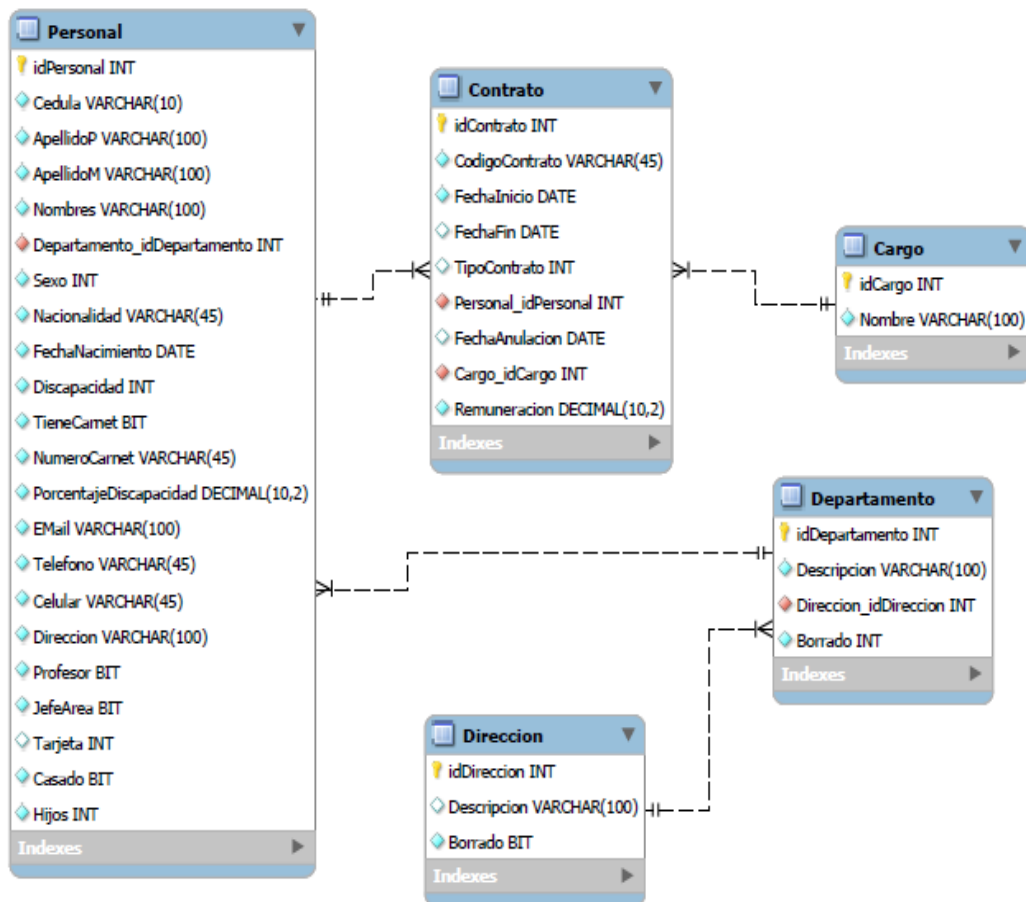 Personal
idPersonal INT
Cedula VARCHAR(10)
ApellidoP VARCHAR(100)
ApellidoM VARCHAR(100)
Nombres VARCHAR(100)
Departamento_idDepartamento INT
Sexo INT
Nacionalidad VARCHAR(45)
FechaNacimiento DATE
Discapacidad INT
TieneCarnet BIT
NumeroCarnet VARCHAR(45)
PorcentajeDiscapacidad DECIMAL(10,2)
EMail VARCHAR(100)
Telefono VARCHAR(45)
Celular VARCHAR(45)
Direccion VARCHAR(100)
Profesor BIT
JefeArea BIT
Tarjeta INT
Casado BIT
Hijos INT
Indexes
Contrato
idContrato INT
CodigoContrato VARCHAR(45)
FechaInicio DATE
FechaFin DATE
TipoContrato INT
Personal_idPersonal INT
FechaAnulacion DATE
Cargo_idCargo INT
Remuneracion DECIMAL(10,2)
Indexes
Cargo
idCargo INT
Nombre VARCHAR(100)
Indexes
Departamento
idDepartamento INT
Descripcion VARCHAR(100)
Direccion_idDireccion INT
Borrado INT
Indexes
Direccion
idDireccion INT
Descripcion VARCHAR(100)
Borrado BIT
Indexes